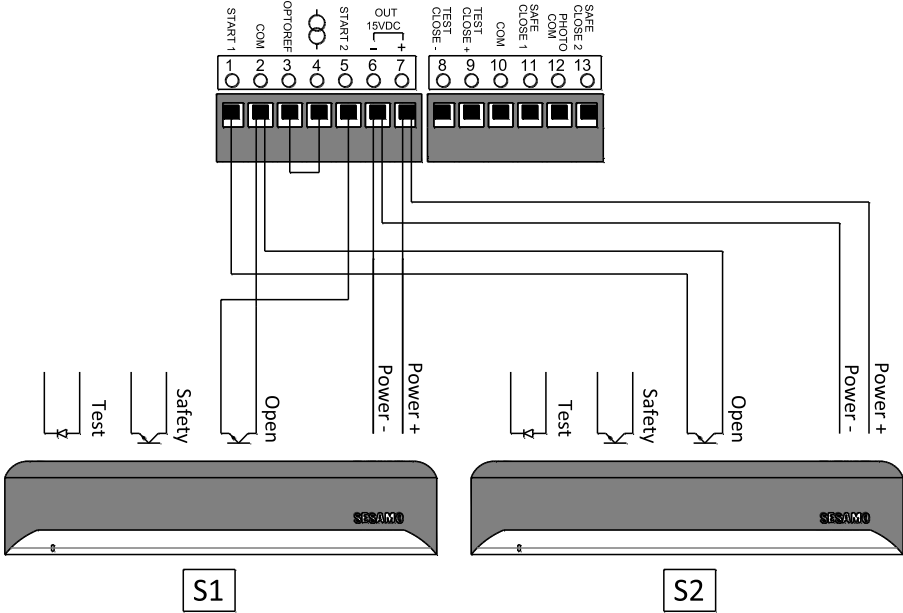 START 1
COM
OPTOREF
START 2
OUT
15VDC
-
+
TEST
CLOSE -
TEST
CLOSE +
COM
SAFE
CLOSE 1
PHOTO
COM
SAFE
CLOSE 2
1 2 3 4 5 6 7 8 9 10 11 12 13
Test
Safety
Open
Power -
Power +
Test
Safety
Open
Power -
Power +
SESAMO
SESAMO
S1
S2